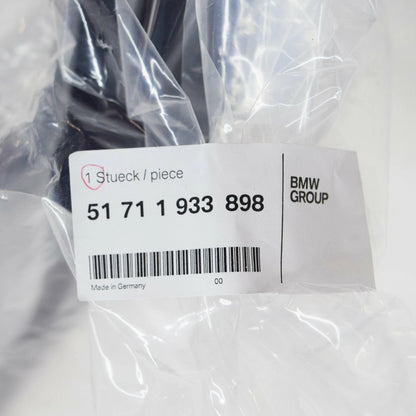 1 Stueck / piece
51 71 1 933 898
BMW
GROUP
Made in Germany
00